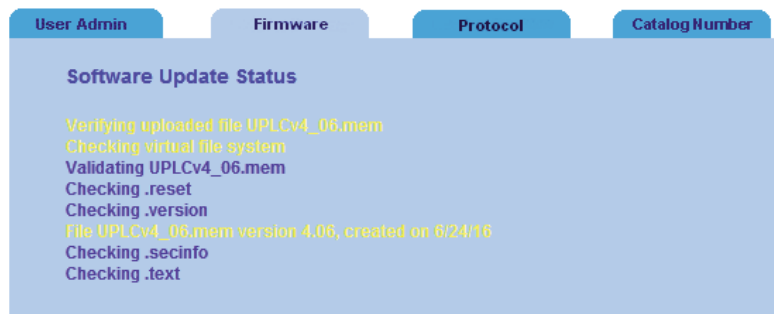 User Admin
Firmware
Protocol
Catalog Number
Software Update Status
Verifying uploaded file UPLCv4_06.mem
Checking virtual file system
Validating UPLCv4_06.mem
Checking .reset
Checking .version
File UPLCv4_06.mem version 4.06, created on 6/24/16
Checking .secinfo
Checking .text